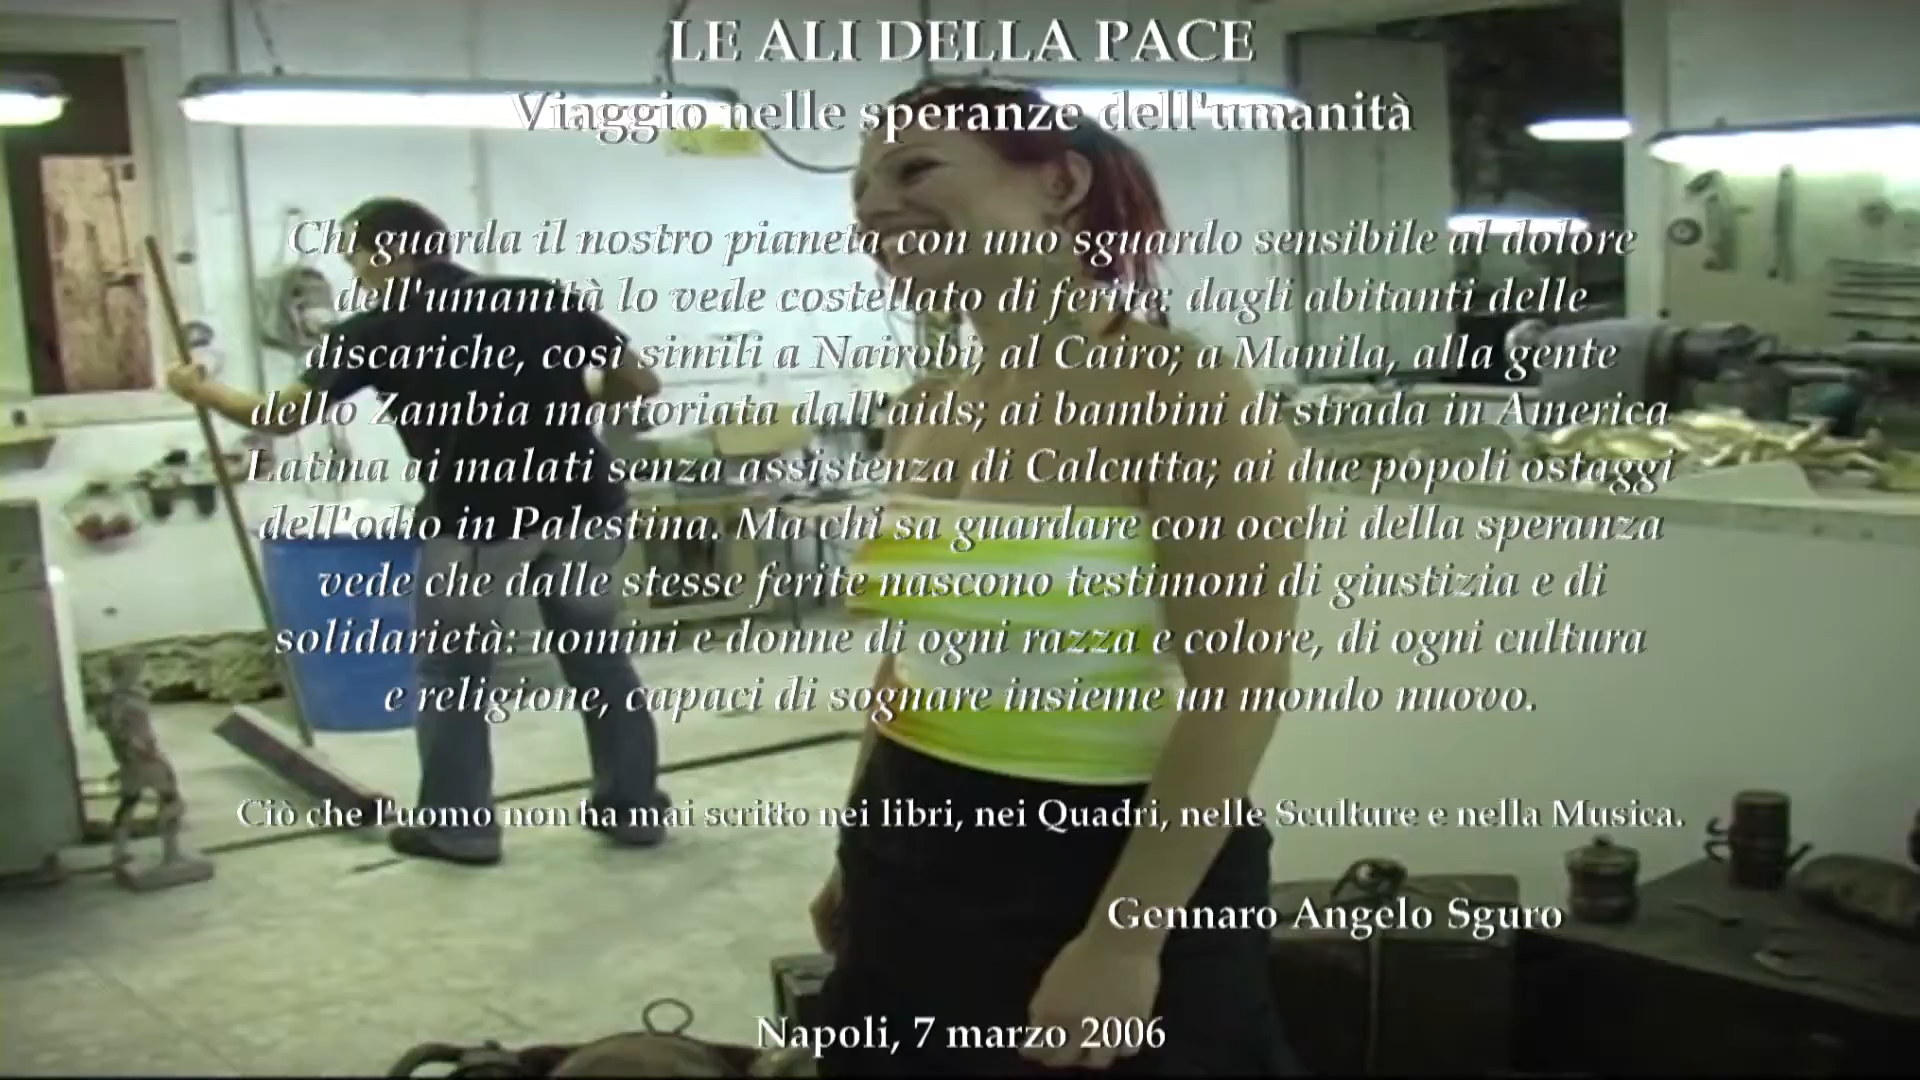 LE ALI DELLA PACE
Viaggio nelle speranze dell'umanità
Chi guarda il nostro pianeta con uno sguardo sensibile al dolore
dell'umanità lo vede costellato di ferite: dagli abitanti delle
discariche, così simili a Nairobi; al Cairo; a Manila, alla gente
dello Zambia martoriata dall'aids; ai bambini di strada in America
Latina ai malati senza assistenza di Calcutta; ai due popoli ostaggi
dell'odio in Palestina. Ma chi sa guardare con occhi della speranza
vede che dalle stesse ferite nascono testimoni di giustizia e di
solidarietà: uomini e donne di ogni razza e colore, di ogni cultura
e religione, capaci di sognare insieme un mondo nuovo.
Ciò che l'uomo non ha mai scritto nei libri, nei Quadri, nelle Sculture e nella Musica.
Gennaro Angelo Sguro
Napoli, 7 marzo 2006